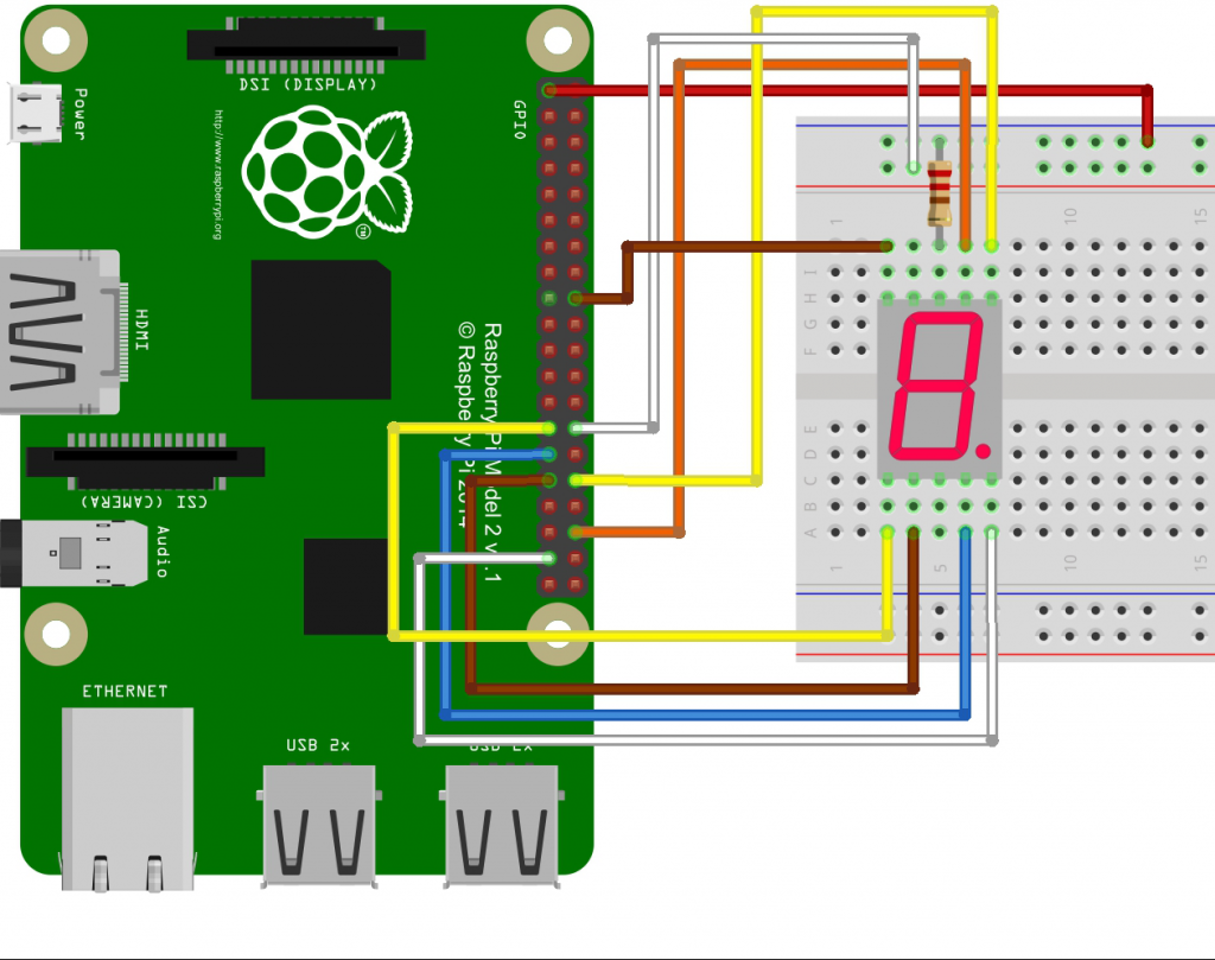 DSI (DISPLAY)
Power
GPIO
http://www.raspberrypi.org
TM
HDMI
Raspberry Pi Model 2 v1.1
© Raspberry Pi 2014
CSI (CAMERA)
Audio
ETHERNET
USB 2x
USB 2x
1
10
15
I
H
G
F
E
D
C
B
A
1
5
10
15